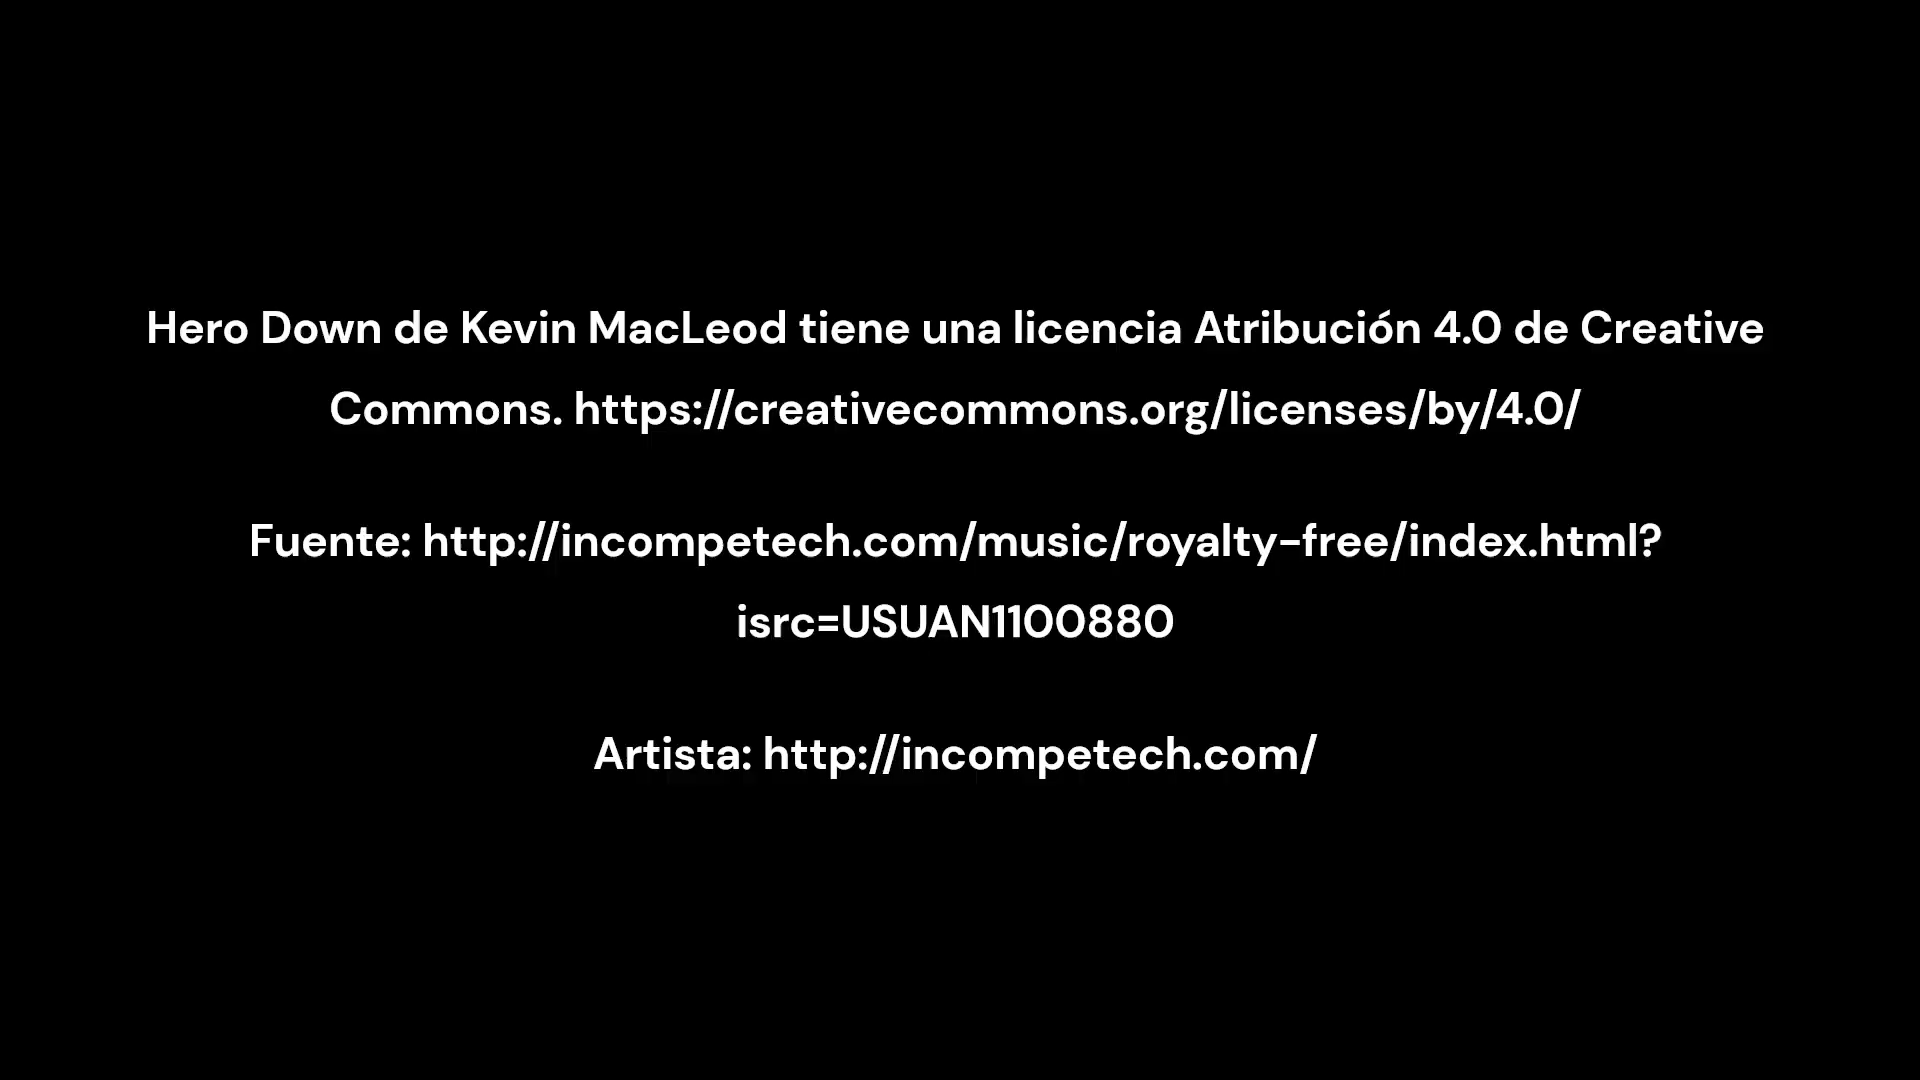 Hero Down de Kevin MacLeod tiene una licencia Atribución 4.0 de Creative
Commons. https://creativecommons.org/licenses/by/4.0/
Fuente: http://incompetech.com/music/royalty-free/index.html?
isrc=USUAN1100880
Artista: http://incompetech.com/